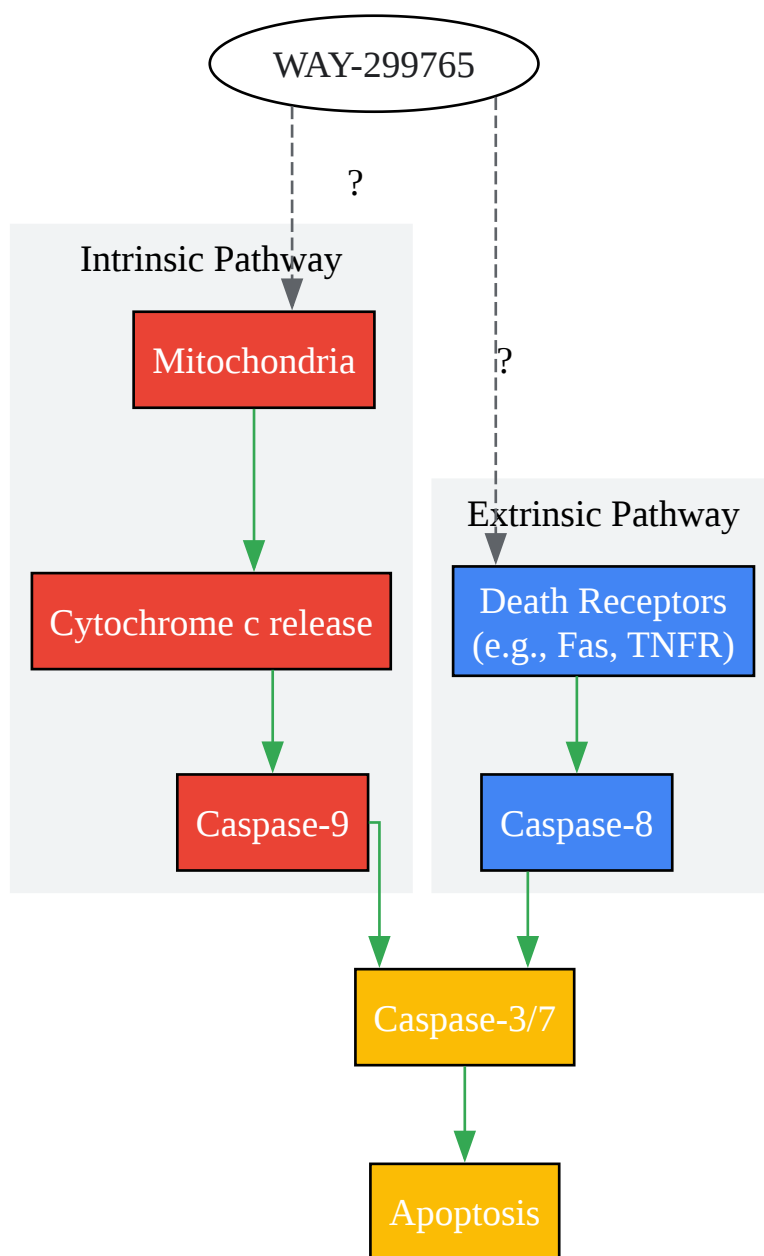 WAY-299765
?
Intrinsic Pathway
Mitochondria
?
Extrinsic Pathway
Death Receptors
(e.g., Fas, TNFR)
Cytochrome c release
Caspase-9
Caspase-8
Caspase-3/7
Apoptosis